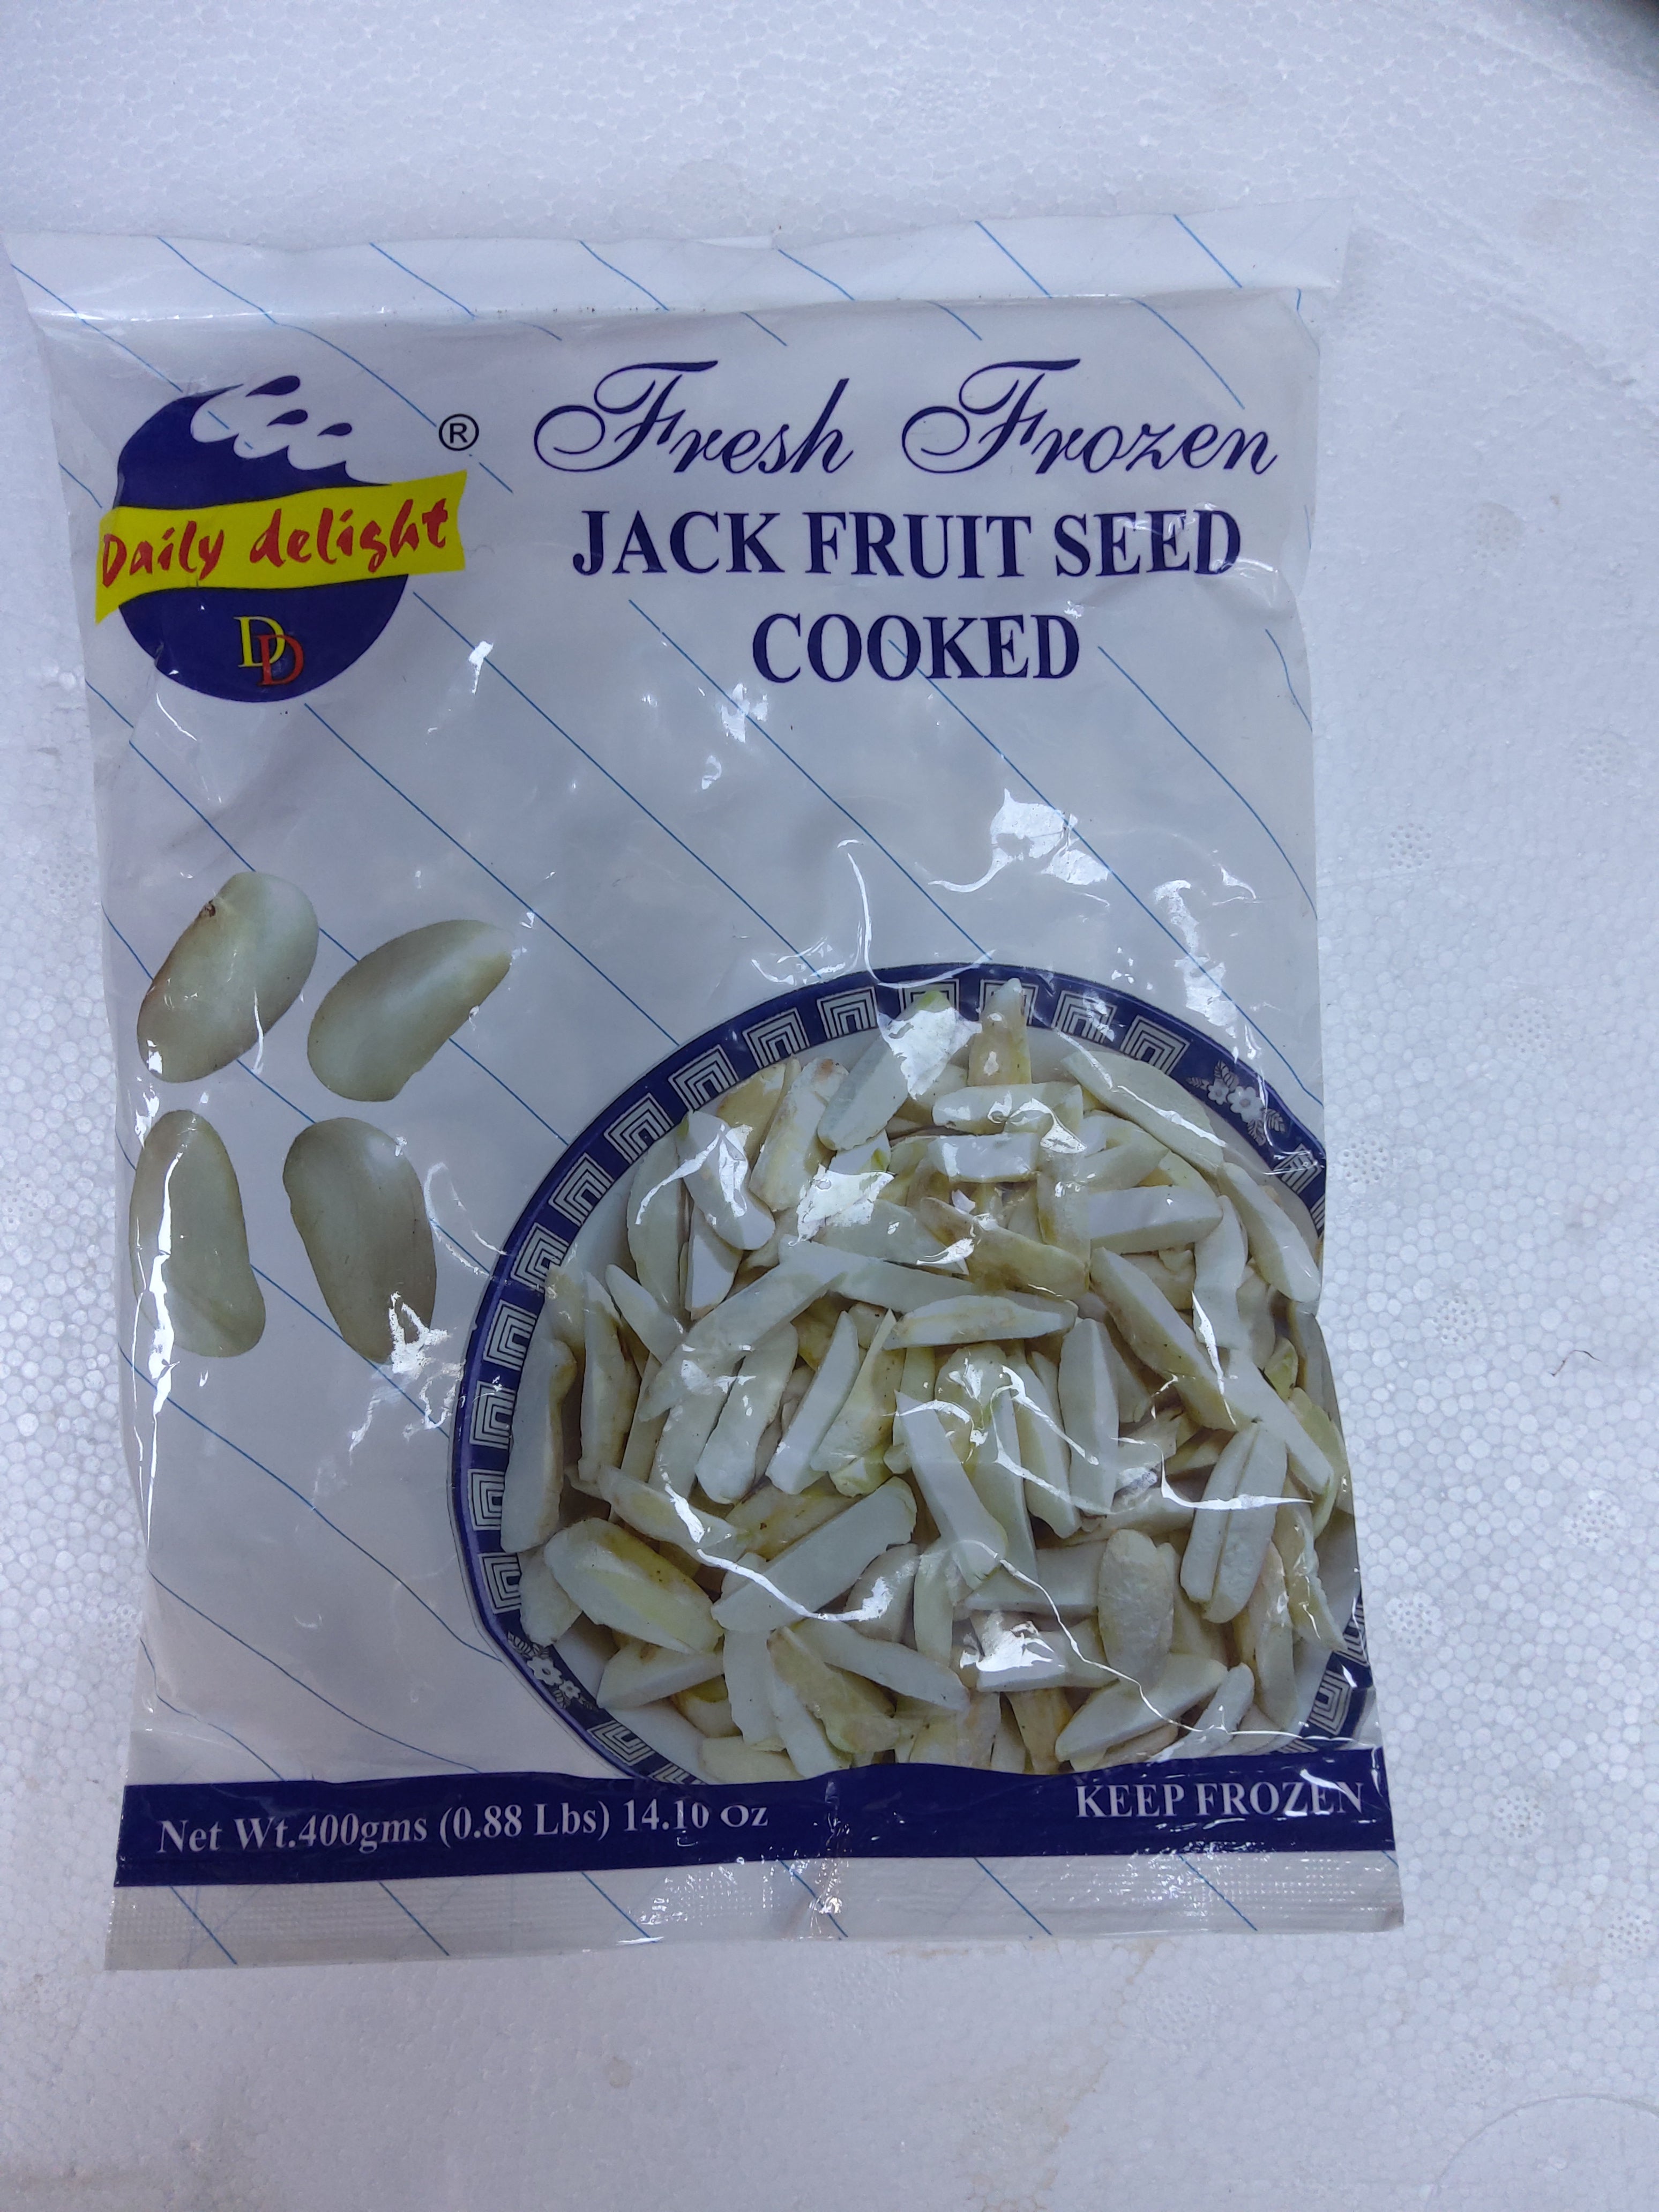 Daily delight
DD
®
Fresh Frozen
JACK FRUIT SEED
COOKED
Net Wt.400gms (0.88 Lbs) 14.10 Oz
KEEP FROZEN